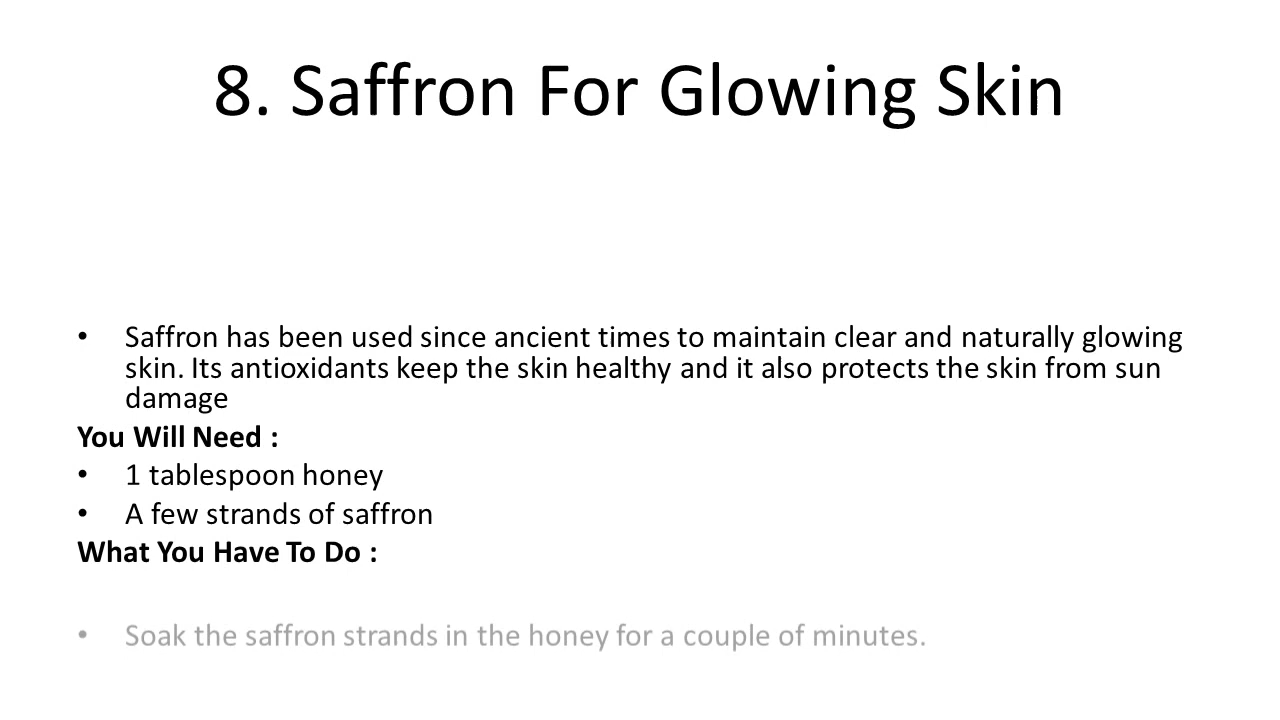 8. Saffron For Glowing Skin
• Saffron has been used since ancient times to maintain clear and naturally glowing
skin. Its antioxidants keep the skin healthy and it also protects the skin from sun
damage
You Will Need :
• 1 tablespoon honey
• A few strands of saffron
What You Have To Do :
• Soak the saffron strands in the honey for a couple of minutes.